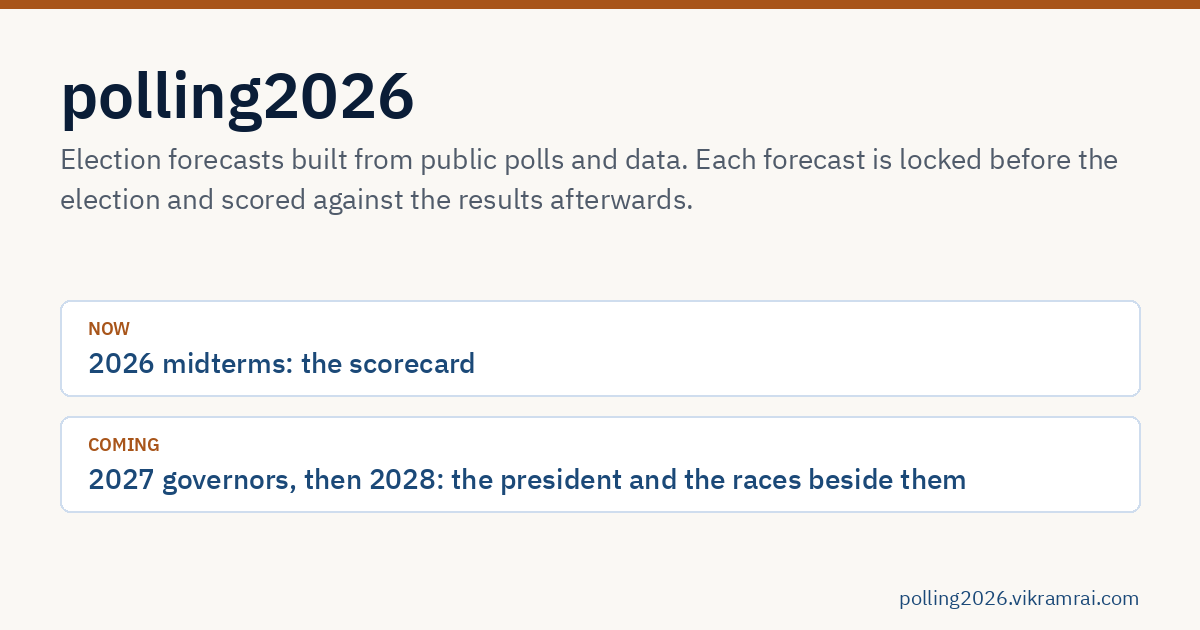 polling2026
Election forecasts built from public polls and data. Each forecast is locked before the
election and scored against the results afterwards.
NOW
2026 midterms: the scorecard
COMING
2027 governors, then 2028: the president and the races beside them
polling2026.vikramrai.com